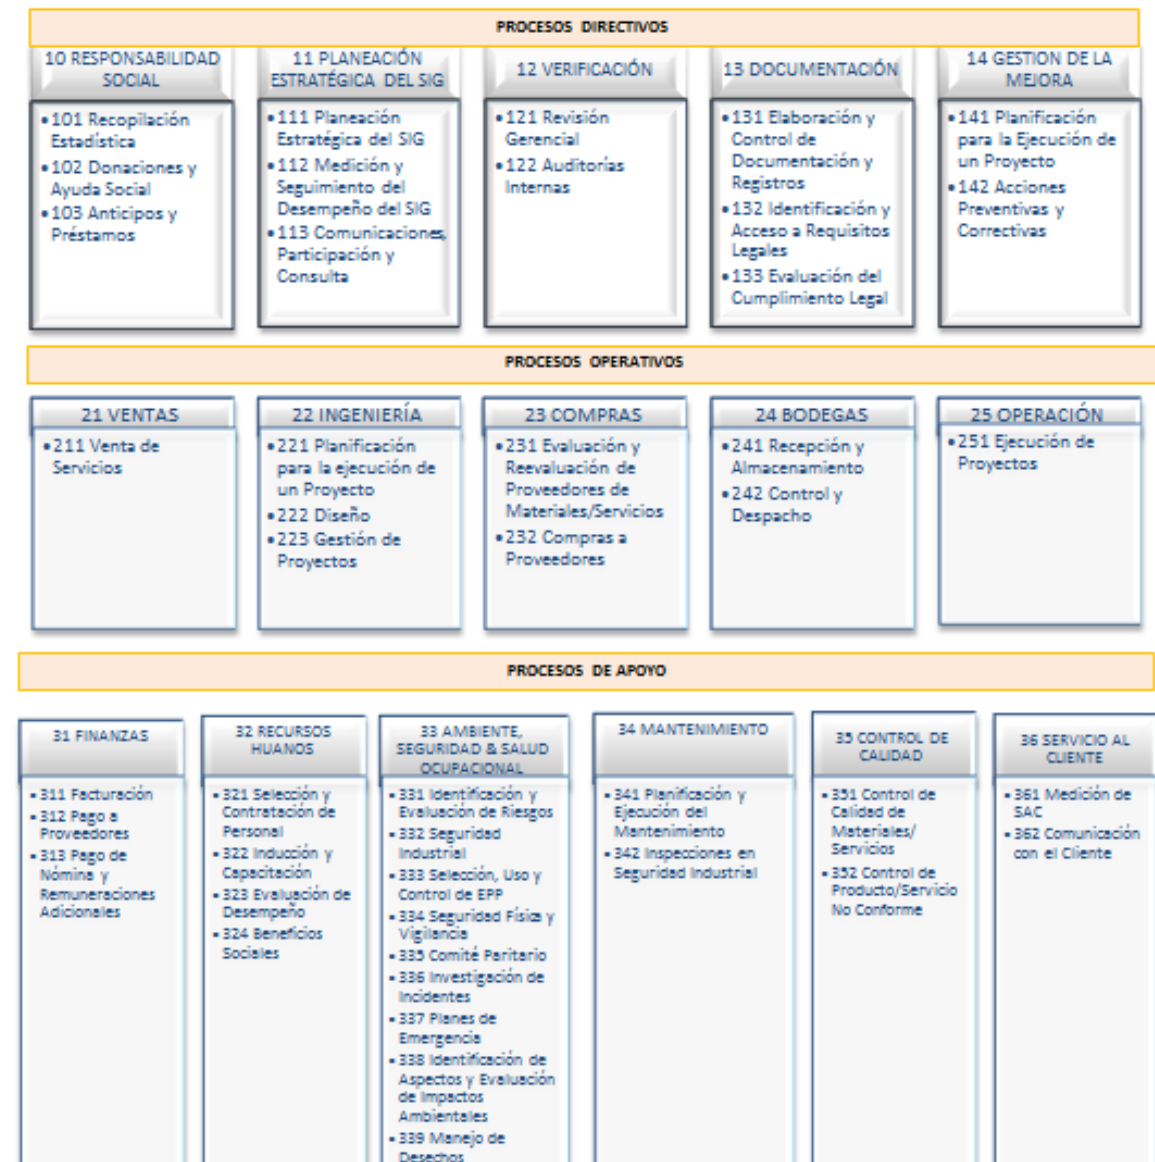 PROCESOS DIRECTIVOS
10 RESPONSABILIDAD
SOCIAL
•101 Recopilación
Estadística
•102 Donaciones y
Ayuda Social
•103 Anticipos y
Préstamos
11 PLANEACIÓN
ESTRATÉGICA DEL SIG
•111 Planeación
Estratégica del SIG
•112 Medición y
Seguimiento del
Desempeño del SIG
•113 Comunicaciones,
Participación y
Consulta
12 VERIFICACIÓN
•121 Revisión
Gerencial
•122 Auditorías
Internas
13 DOCUMENTACIÓN
•131 Elaboración y
Control de
Documentación y
Registros
•132 Identificación y
Acceso a Requisitos
Legales
•133 Evaluación del
Cumplimiento Legal
14 GESTION DE LA
MEJORA
•141 Planificación
para la Ejecución de
un Proyecto
•142 Acciones
Preventivas y
Correctivas
PROCESOS OPERATIVOS
21 VENTAS
•211 Venta de
Servicios
22 INGENIERÍA
•221 Planificación
para la ejecución de
un Proyecto
•222 Diseño
•223 Gestión de
Proyectos
23 COMPRAS
•231 Evaluación y
Reevaluación de
Proveedores de
Materiales/Servicios
•232 Compras a
Proveedores
24 BODEGAS
•241 Recepción y
Almacenamiento
•242 Control y
Despacho
25 OPERACIÓN
•251 Ejecución de
Proyectos
PROCESOS DE APOYO
31 FINANZAS
▪311 Facturación
▪312 Pago a
Proveedores
▪313 Pago de
Nómina y
Remuneraciones
Adicionales
32 RECURSOS
HUANOS
▪321 Selección y
Contratación de
Personal
▪322 Inducción y
Capacitación
▪323 Evaluación de
Desempeño
▪324 Beneficios
Sociales
33 AMBIENTE,
SEGURIDAD & SALUD
OCUPACIONAL
▪331 Identificación y
Evaluación de Riesgos
▪332 Seguridad
Industrial
▪333 Selección, Uso y
Control de EPP
▪334 Seguridad Física y
Vigilancia
▪335 Comité Paritario
▪336 Investigación de
Incidentes
▪337 Planes de
Emergencia
▪338 Identificación de
Aspectos y Evaluación
de Impactos
Ambientales
▪339 Manejo de
Desechos
34 MANTENIMIENTO
▪341 Planificación y
Ejecución del
Mantenimiento
▪342 Inspecciones en
Seguridad Industrial
35 CONTROL DE
CALIDAD
▪351 Control de
Calidad de
Materiales/
Servicios
▪352 Control de
Producto/Servicio
No Conforme
36 SERVICIO AL
CLIENTE
▪361 Medición de
SAC
▪362 Comunicación
con el Cliente